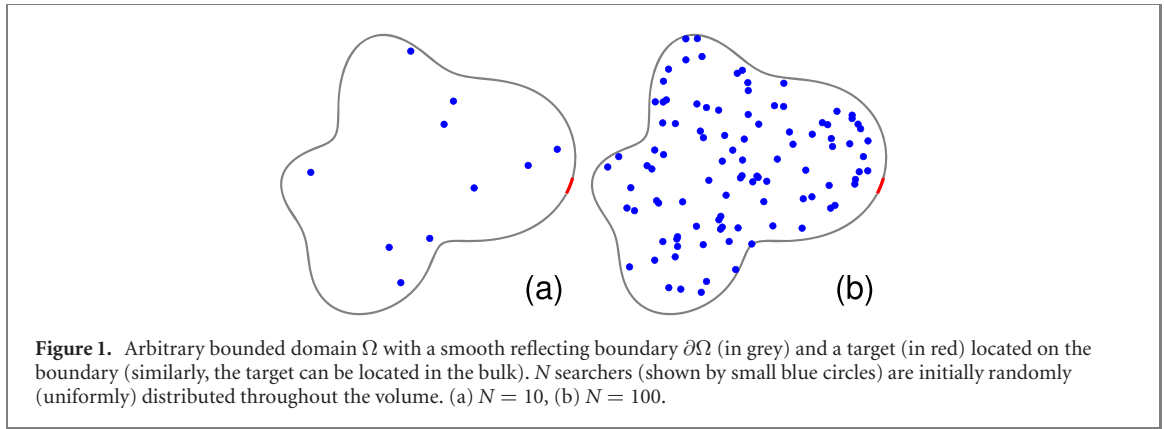 (a)
(b)
Figure 1. Arbitrary bounded domain Ω with a smooth reflecting boundary ∂Ω (in grey) and a target (in red) located on the
boundary (similarly, the target can be located in the bulk). N searchers (shown by small blue circles) are initially randomly
(uniformly) distributed throughout the volume. (a) N = 10, (b) N = 100.